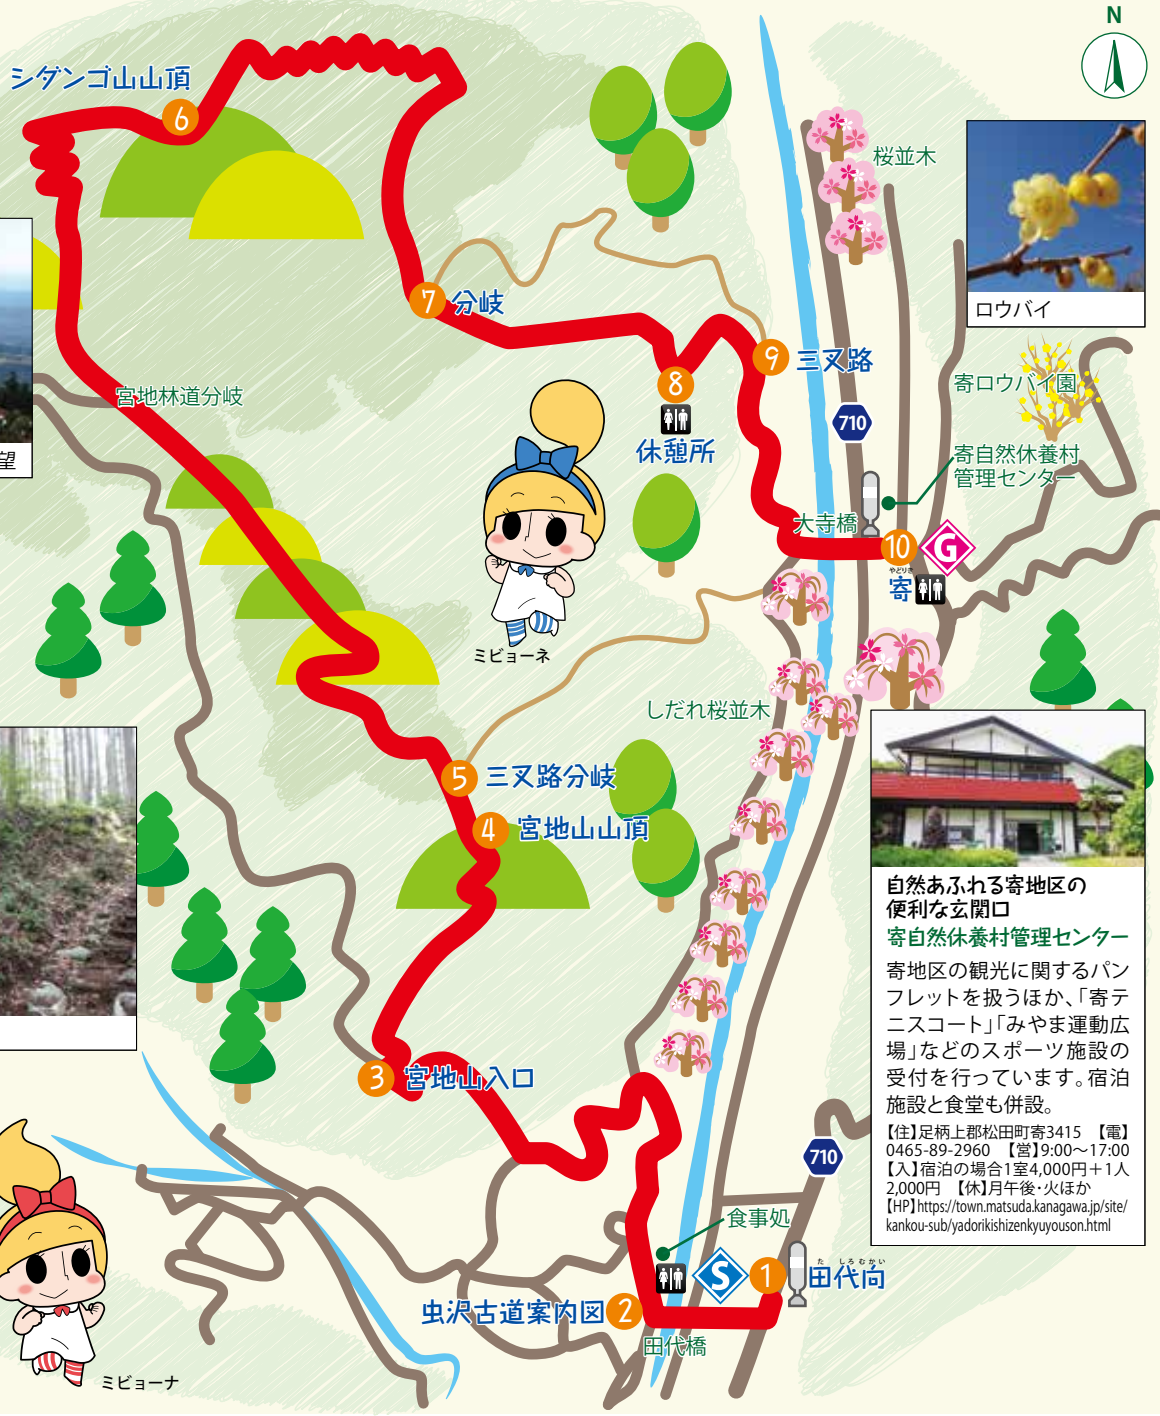 N
シダンゴ山山頂
6
桜並木
ロウバイ
7 分岐
9 三叉路
宮地林道分岐
8
休憩所
710
寄ロウバイ園
望
寄自然休養村
管理センター
大寺橋
10
G
やどりき
寄
ミビョーネ
しだれ桜並木
5 三叉路分岐
4 宮地山山頂
自然あふれる寄地区の
便利な玄関口
寄自然休養村管理センター
寄地区の観光に関するパン
フレットを扱うほか、「寄テ
ニスコート」「みやま運動広
場」などのスポーツ施設の
受付を行っています。宿泊
施設と食堂も併設。
【住】足柄上郡松田町寄3415 【電】
0465-89-2960 【営】9:00〜17:00
【入】宿泊の場合1室4,000円＋1人
2,000円 【休】月午後・火ほか
【HP】https://town.matsuda.kanagawa.jp/site/
kankou-sub/yadorikishizenkyuyouson.html
3 宮地山入口
710
食事処
S
1
たしろむかい
田代向
虫沢古道案内図 2
田代橋
ミビョーナ